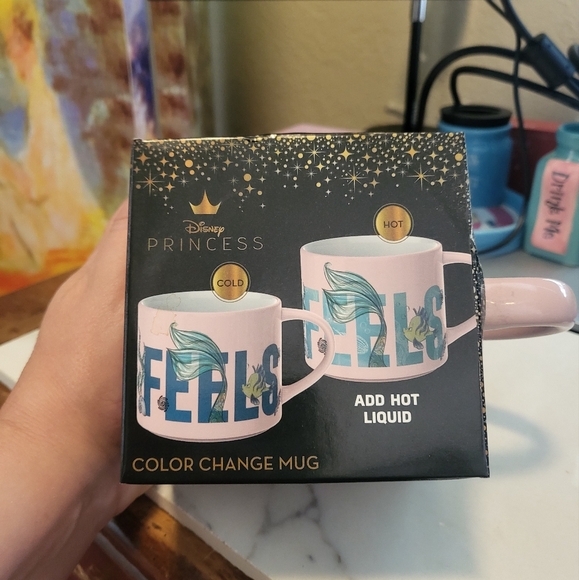 Disney
PRINCESS
HOT
COLD
FEELS
FEELS
ADD HOT
LIQUID
COLOR CHANGE MUG
Drink Me